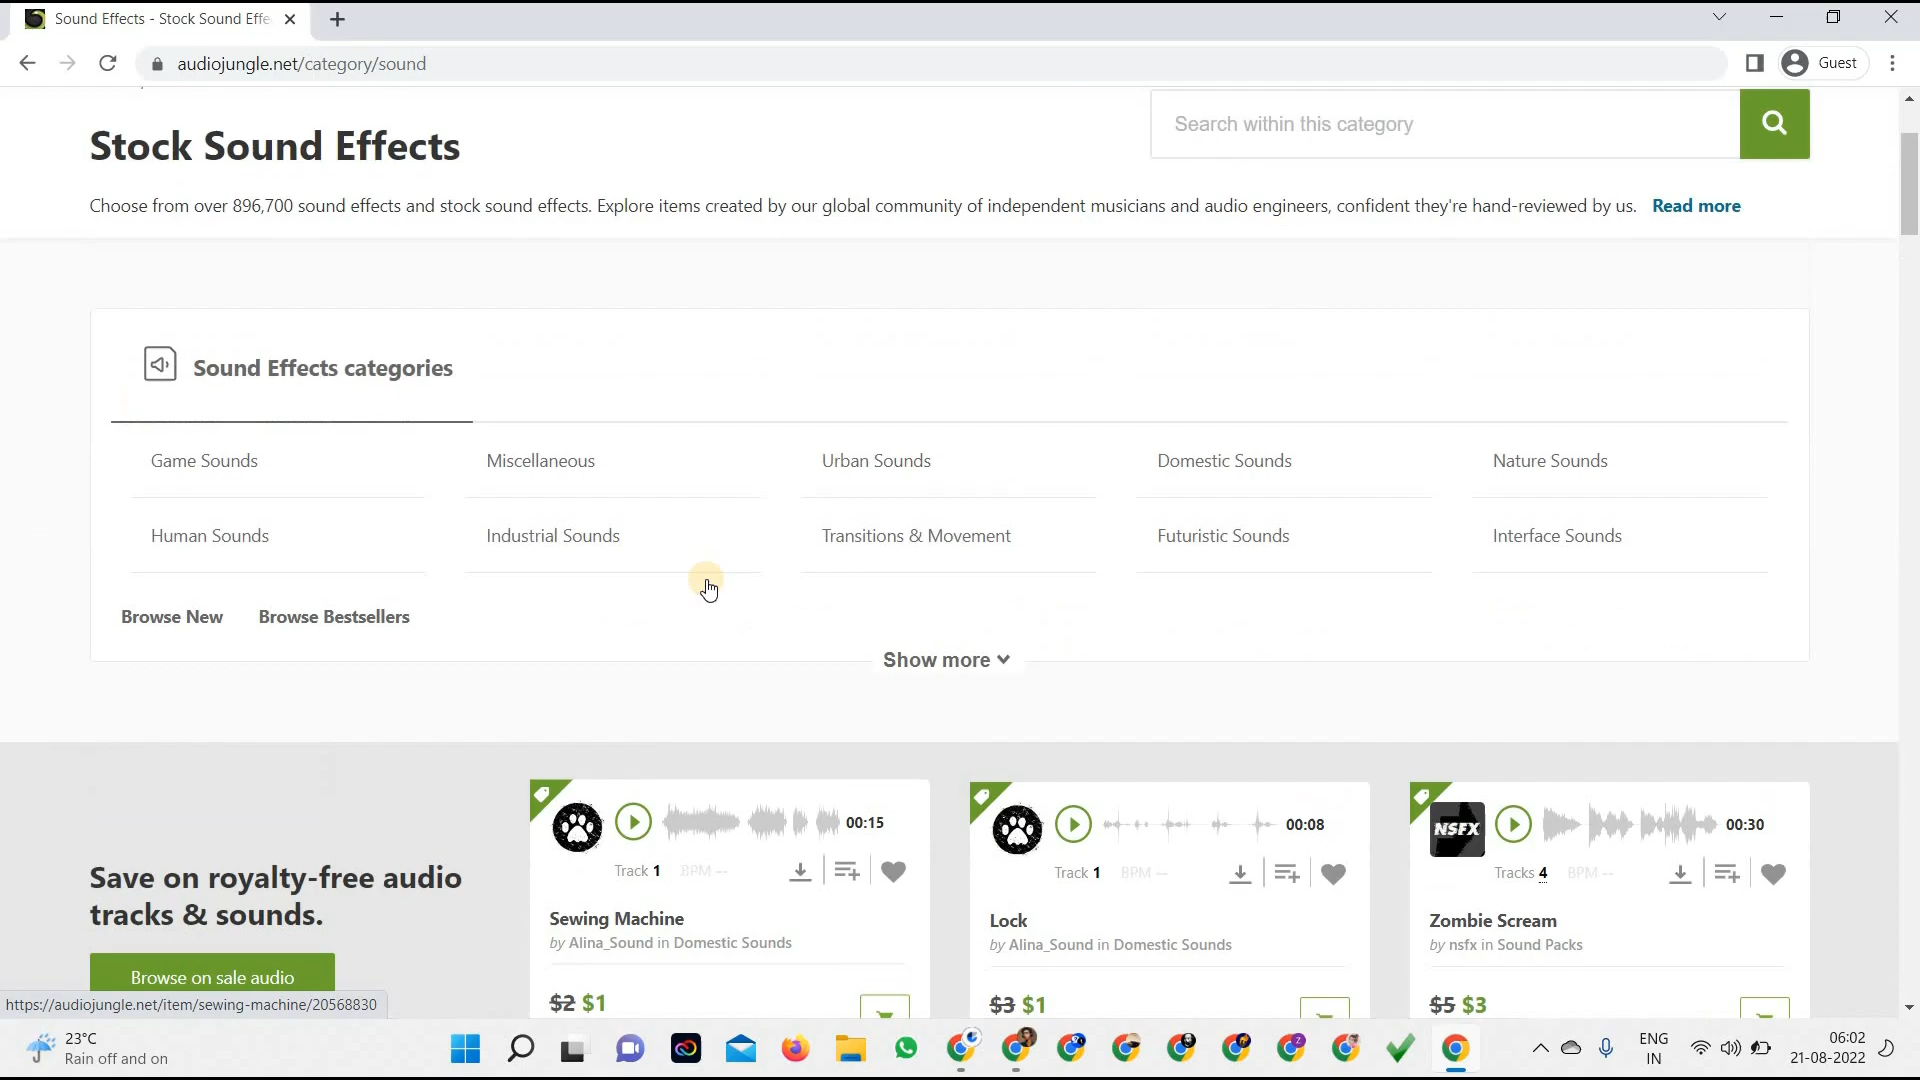 Sound Effects - Stock Sound Effe
audiojungle.net/category/sound
Guest
Stock Sound Effects
Search within this category
Choose from over 896,700 sound effects and stock sound effects. Explore items created by our global community of independent musicians and audio engineers, confident they're hand-reviewed by us. Read more
Sound Effects categories
Game Sounds
Miscellaneous
Urban Sounds
Domestic Sounds
Nature Sounds
Human Sounds
Industrial Sounds
Transitions & Movement
Futuristic Sounds
Interface Sounds
Browse New
Browse Bestsellers
Show more
Save on royalty-free audio
tracks & sounds.
Browse on sale audio
00:15
Track 1 BPM --
Sewing Machine
by Alina_Sound in Domestic Sounds
$2 $1
00:08
Track 1 BPM --
Lock
by Alina_Sound in Domestic Sounds
$3 $1
NSFX
00:30
Tracks 4 BPM --
Zombie Scream
by nsfx in Sound Packs
$5 $3
https://audiojungle.net/item/sewing-machine/20568830
23°C
Rain off and on
ENG
IN
06:02
21-08-2022